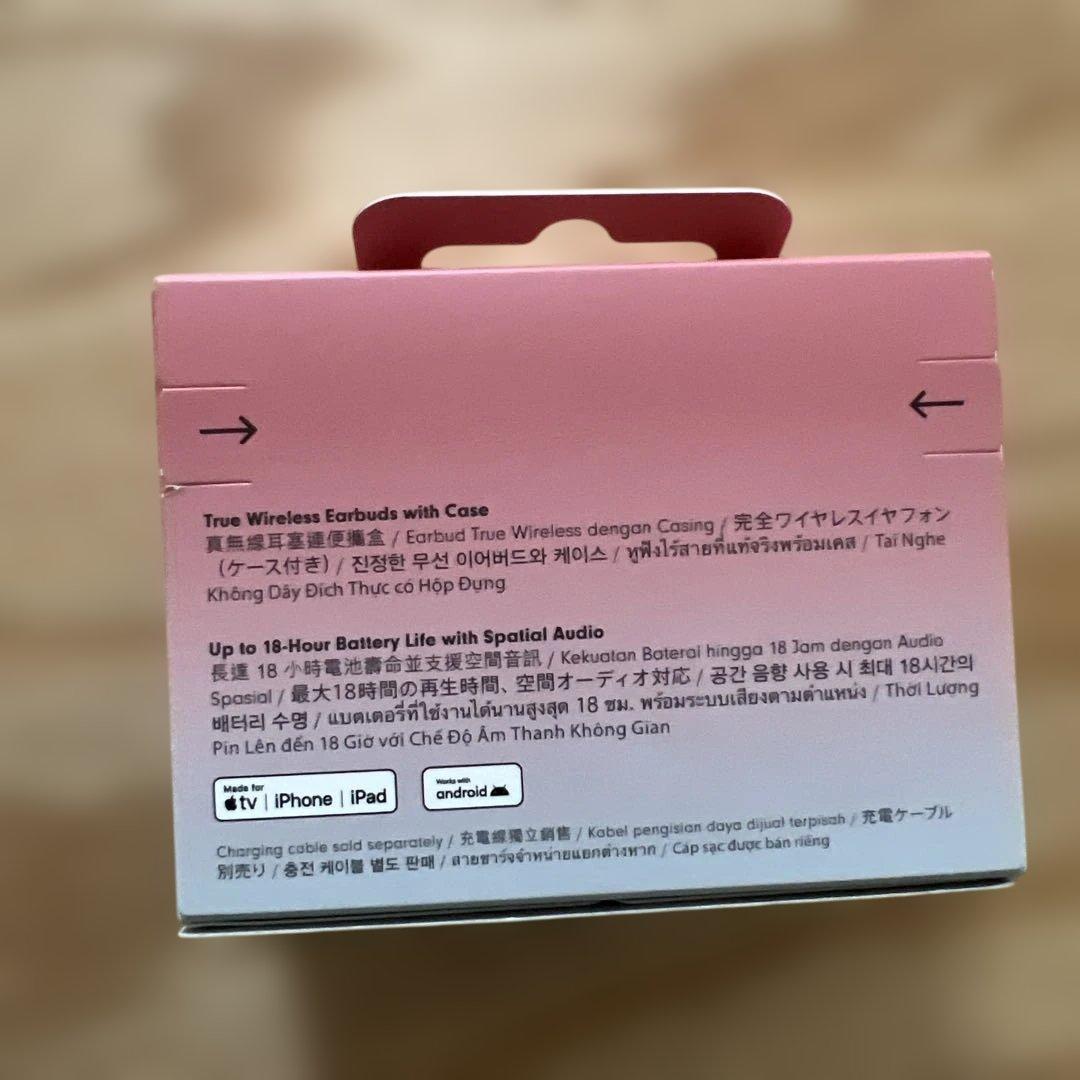 True Wireless Earbuds with Case
真無線耳塞連便攜盒 / Earbud True Wireless dengan Casing / 完全ワイヤレスイヤフォン
(ケース付き) / 진정한 무선 이어버드와 케이스 / หูฟังไร้สายที่แท้จริงพร้อมเคส / Tai Nghe
Không Dây Đích Thực có Hộp Đựng
Up to 18-Hour Battery Life with Spatial Audio
長達 18 小時電池壽命並支援空間音訊 / Kekuatan Baterai hingga 18 Jam dengan Audio
Spasial / 最大18時間の再生時間、空間オーディオ対応 / 공간 음향 사용 시 최대 18시간의
배터리 수명 / แบตเตอรี่ที่ใช้งานได้นานสูงสุด 18 ชม. พร้อมระบบเสียงตามตำแหน่ง / Thời Lượng
Pin Lên đến 18 Giờ với Chế Độ Âm Thanh Không Gian
Made for
tv | iPhone | iPad
Works with
android
Charging cable sold separately / 充電線獨立銷售 / Kabel pengisian daya dijual terpisah / 充電ケーブル
別売り / 충전 케이블 별도 판매 / สายชาร์จจำหน่ายแยกต่างหาก / Cáp sạc được bán riêng